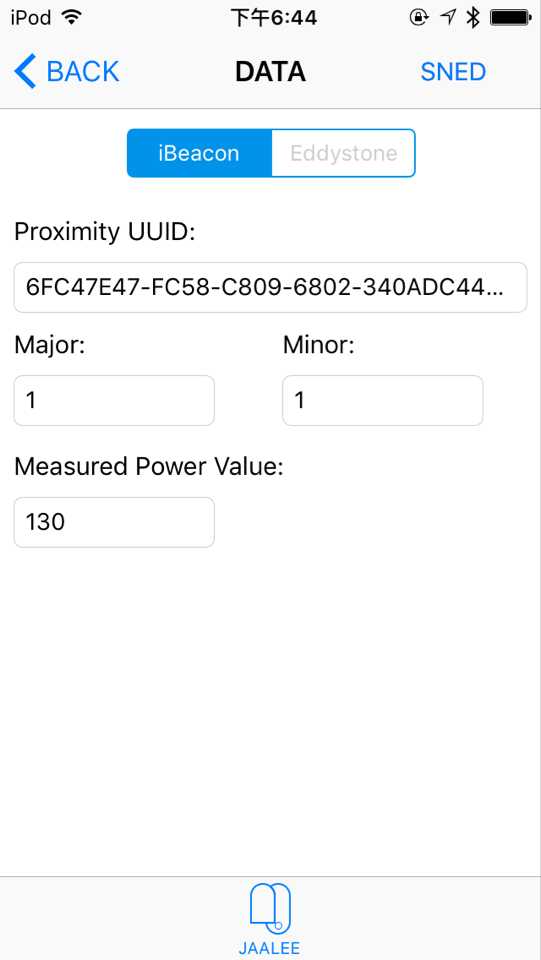 iPod 下午6:44
BACK DATA SNED
iBeacon Eddystone
Proximity UUID:
6FC47E47-FC58-C809-6802-340ADC44...
Major: Minor:
1 1
Measured Power Value:
130
JAALEE